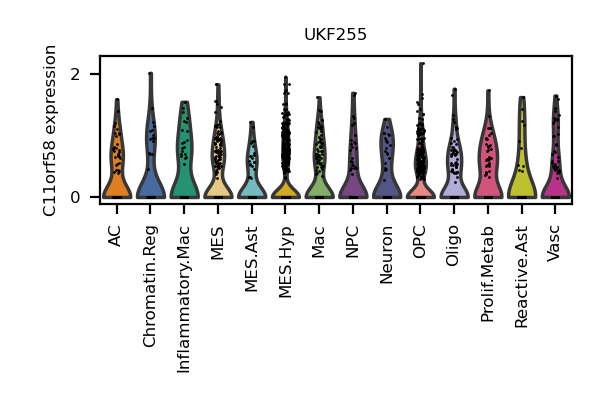 UKF255
C11orf58 expression
2
0
AC
Chromatin.Reg
Inflammatory.Mac
MES
MES.Ast
MES.Hyp
Mac
NPC
Neuron
OPC
Oligo
Prolif.Metab
Reactive.Ast
Vasc